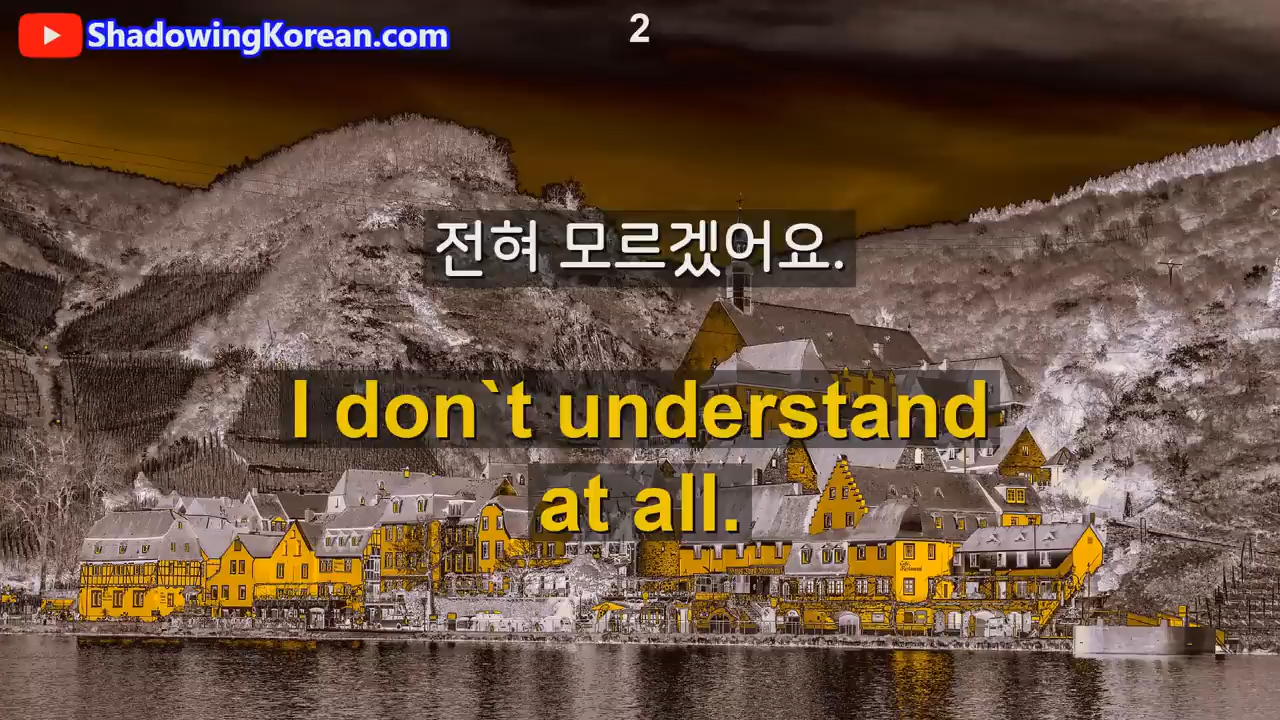 ShadowingKorean.com
2
전혀 모르겠어요.
I don`t understand
at all.